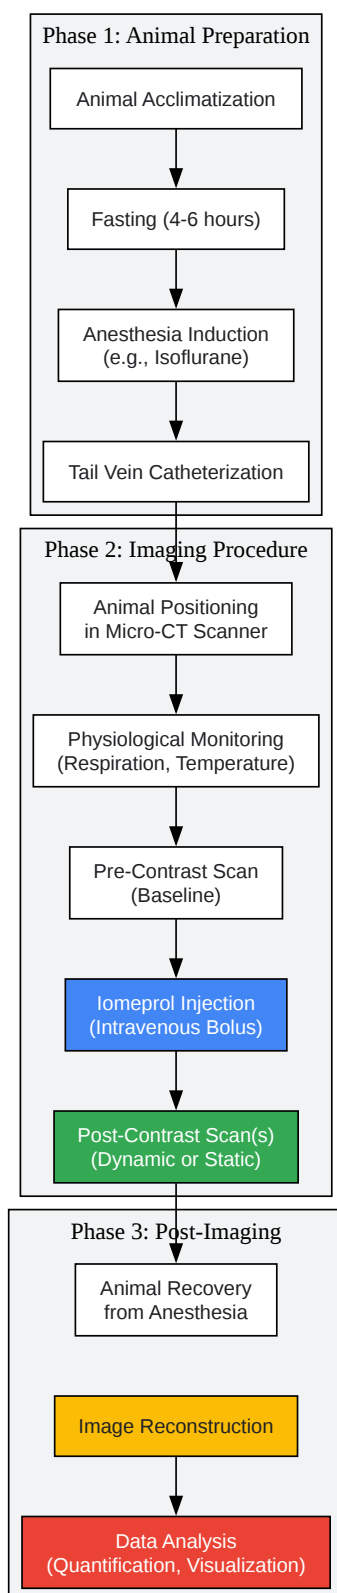 Phase 1: Animal Preparation
Animal Acclimatization
Fasting (4-6 hours)
Anesthesia Induction
(e.g., Isoflurane)
Tail Vein Catheterization
Phase 2: Imaging Procedure
Animal Positioning
in Micro-CT Scanner
Physiological Monitoring
(Respiration, Temperature)
Pre-Contrast Scan
(Baseline)
Iomeprol Injection
(Intravenous Bolus)
Post-Contrast Scan(s)
(Dynamic or Static)
Phase 3: Post-Imaging
Animal Recovery
from Anesthesia
Image Reconstruction
Data Analysis
(Quantification, Visualization)